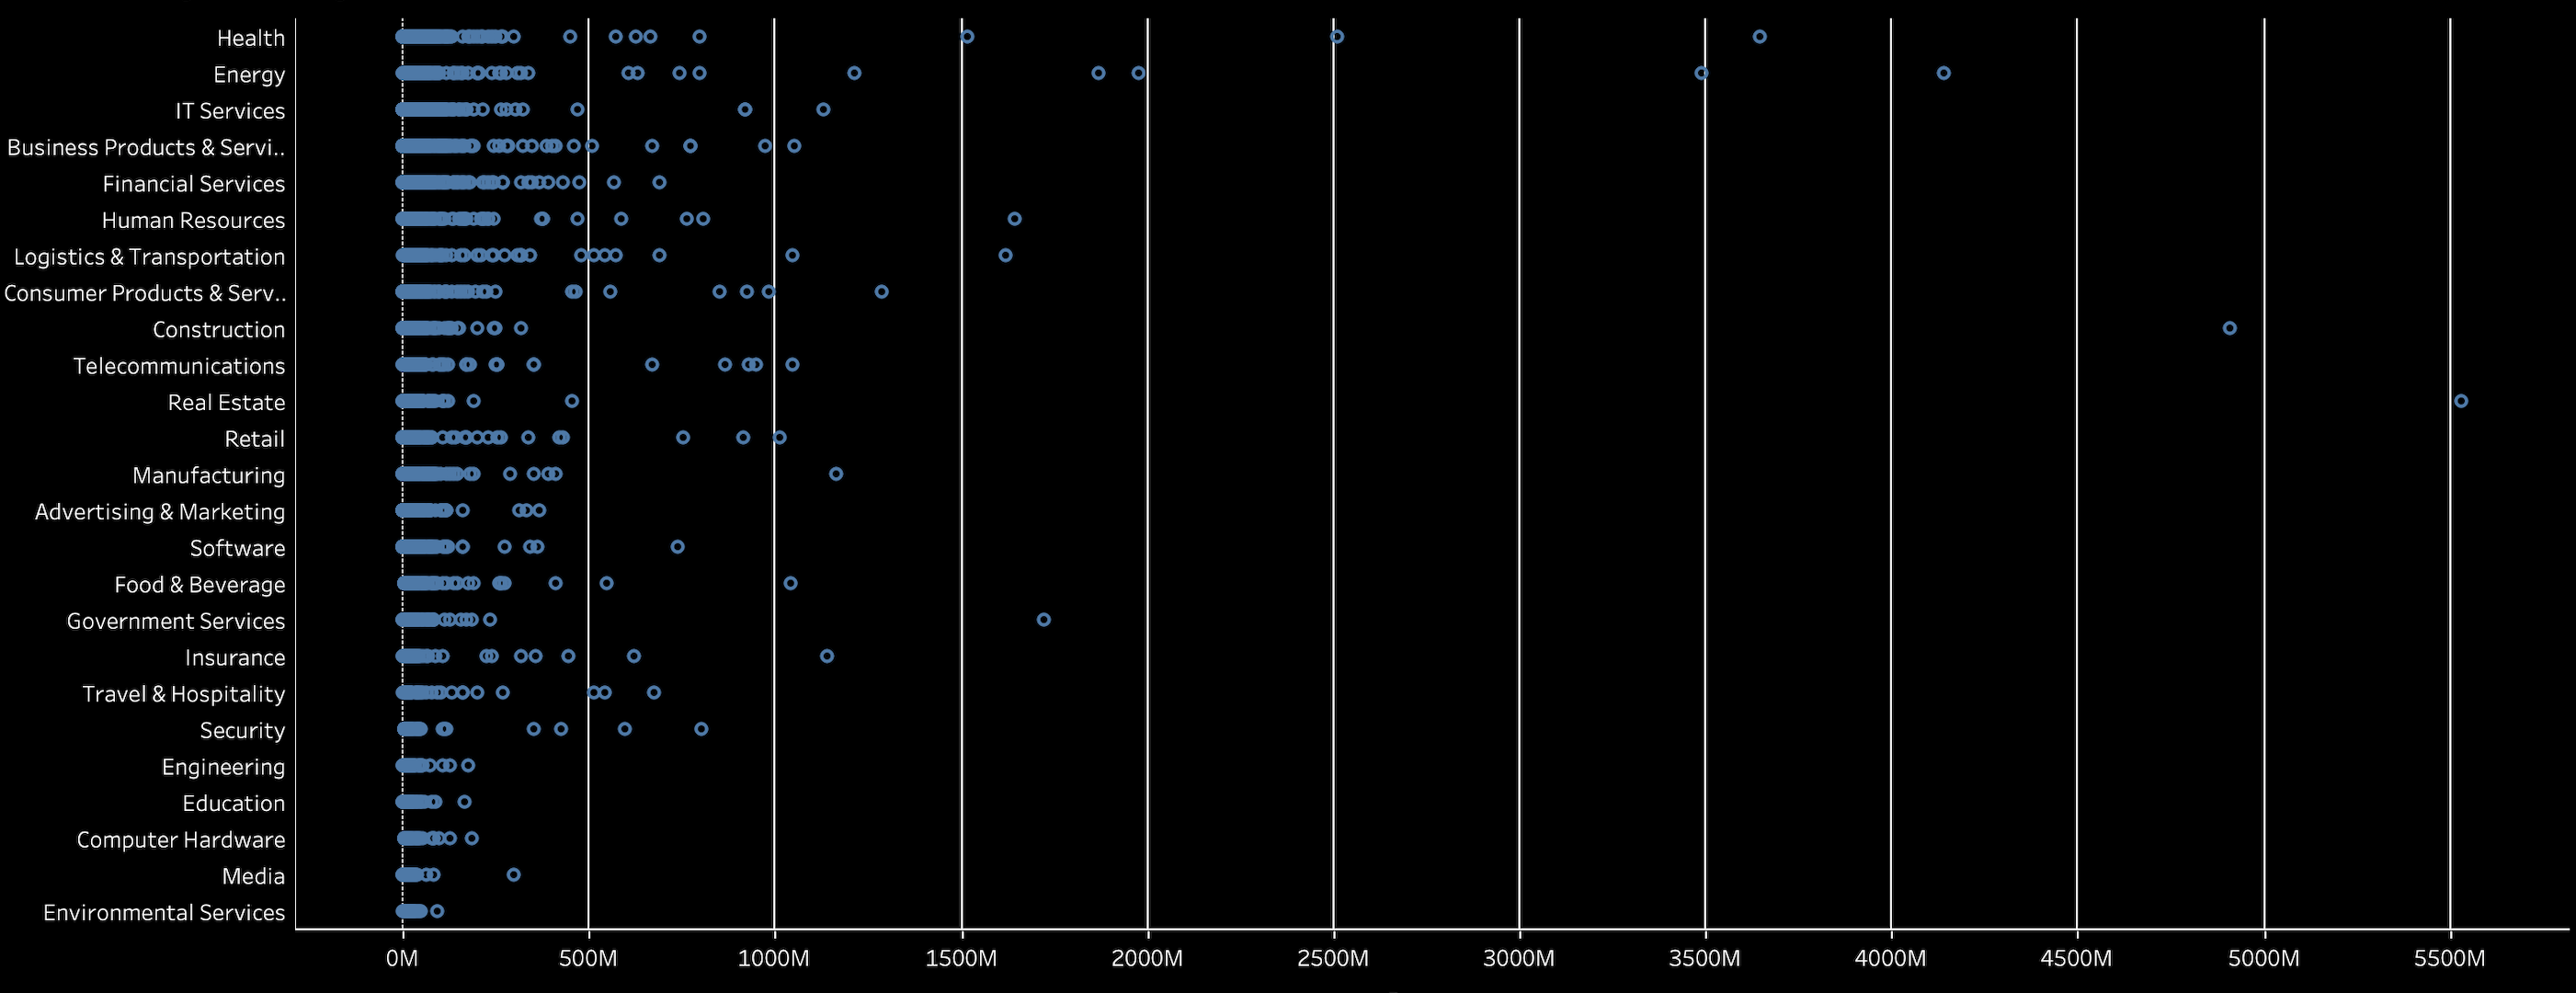 Health
Energy
IT Services
Business Products & Servi..
Financial Services
Human Resources
Logistics & Transportation
Consumer Products & Serv..
Construction
Telecommunications
Real Estate
Retail
Manufacturing
Advertising & Marketing
Software
Food & Beverage
Government Services
Insurance
Travel & Hospitality
Security
Engineering
Education
Computer Hardware
Media
Environmental Services
0M 500M 1000M 1500M 2000M 2500M 3000M 3500M 4000M 4500M 5000M 5500M